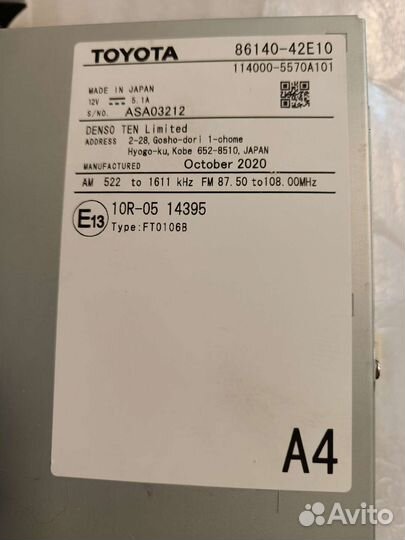 TOYOTA 86140-42E10
114000-5570A101
MADE IN JAPAN
12V 5.1A
S/NO. ASA03212
DENSO TEN Limited
ADDRESS 2-28, Gosho-dori 1-chome
Hyogo-ku, Kobe 652-8510, JAPAN
MANUFACTURED October 2020
AM 522 to 1611 kHz FM 87.50 to108.00MHz
E13 10R-05 14395
Type:FT0106B
A4
Avito